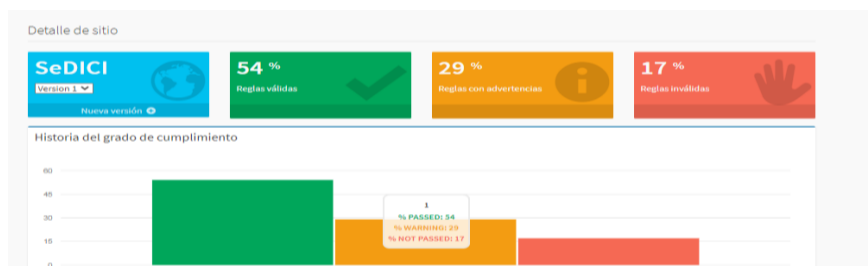 Detalle de sitio
SeDICI
Version 1
Nueva versión
54 %
Reglas válidas
29 %
Reglas con advertencias
17 %
Reglas inválidas
Historia del grado de cumplimiento
60
45
30
15
0
1
% PASSED: 54
% WARNING: 29
% NOT PASSED: 17